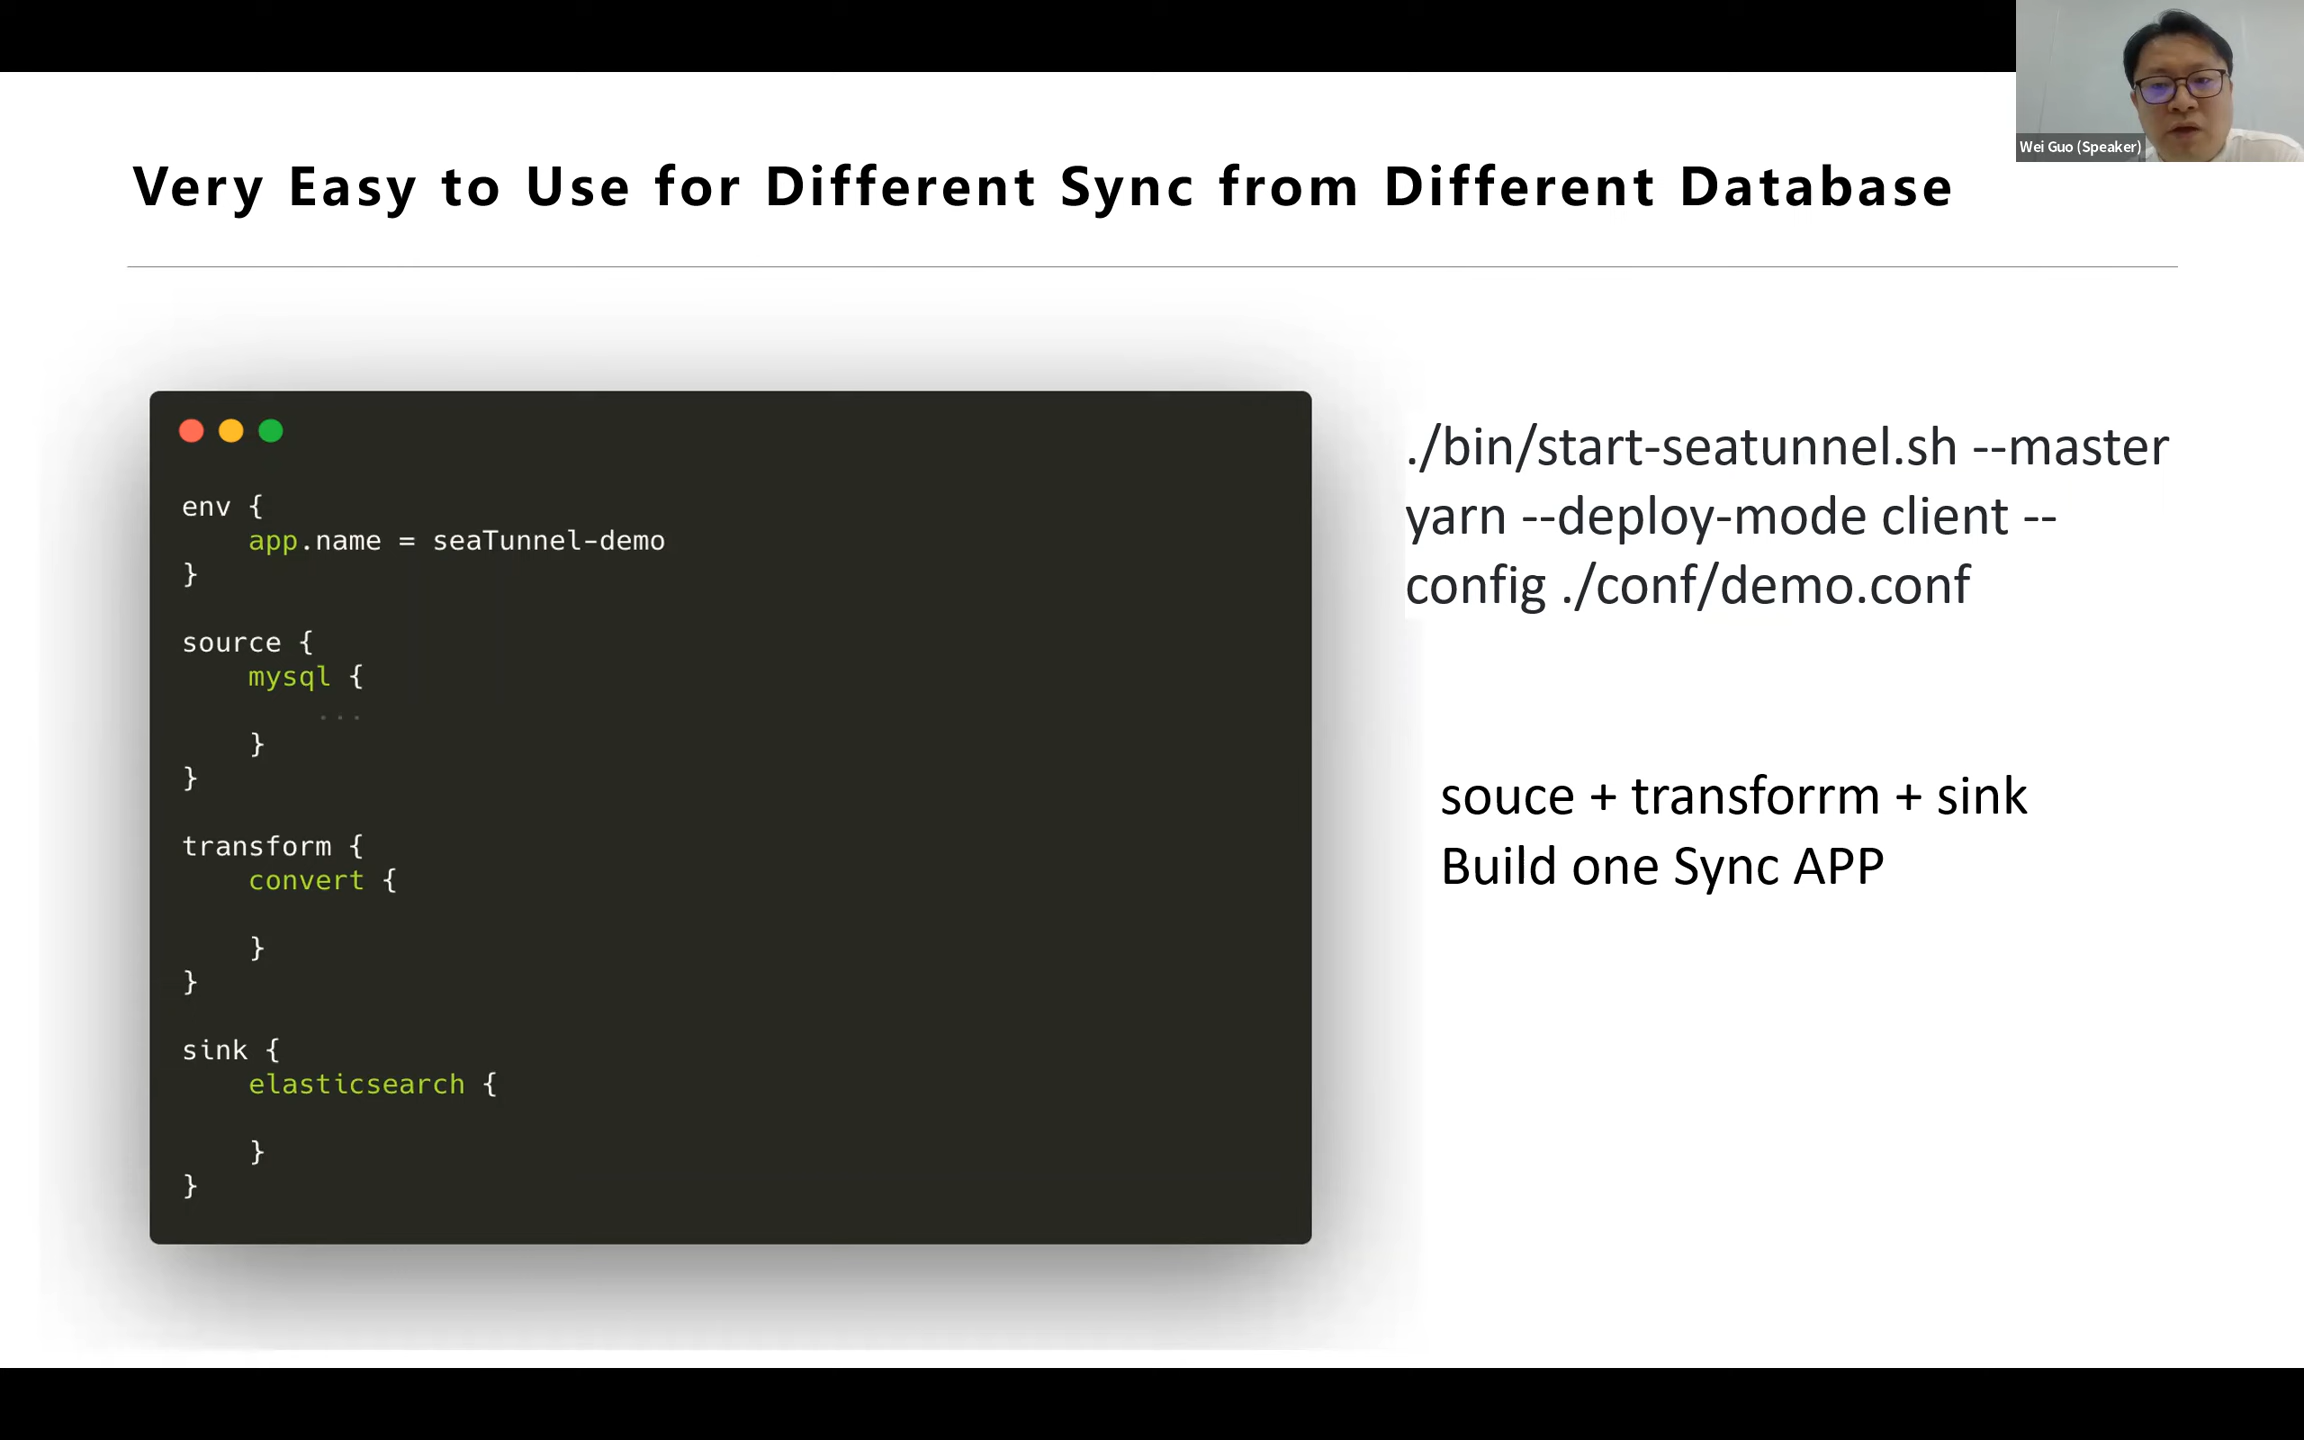 Wei Guo (Speaker)
Very Easy to Use for Different Sync from Different Database
env {
app.name = seaTunnel-demo
}
source {
mysql {
...
}
}
transform {
convert {
}
}
sink {
elasticsearch {
}
}
./bin/start-seatunnel.sh --master
yarn --deploy-mode client --
config ./conf/demo.conf
souce + transforrm + sink
Build one Sync APP